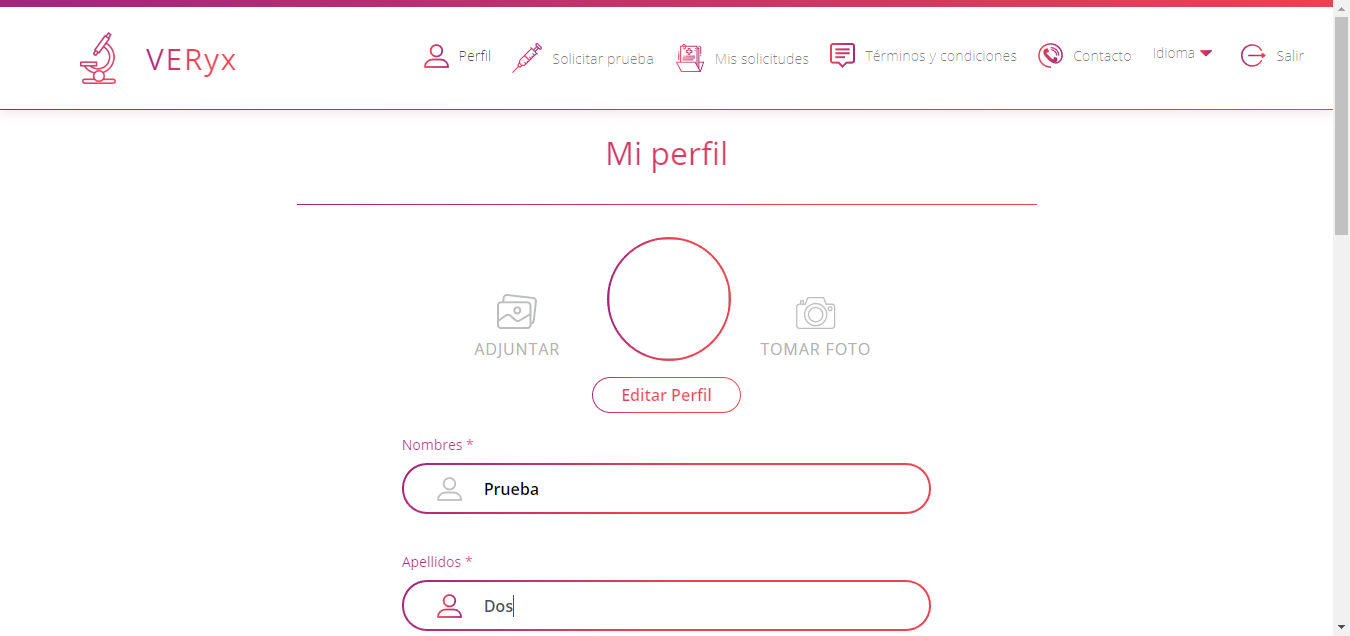 VERyx
Perfil
Solicitar prueba
Mis solicitudes
Términos y condiciones
Contacto
Idioma
Salir
Mi perfil
ADJUNTAR
TOMAR FOTO
Editar Perfil
Nombres *
Prueba
Apellidos *
Dos